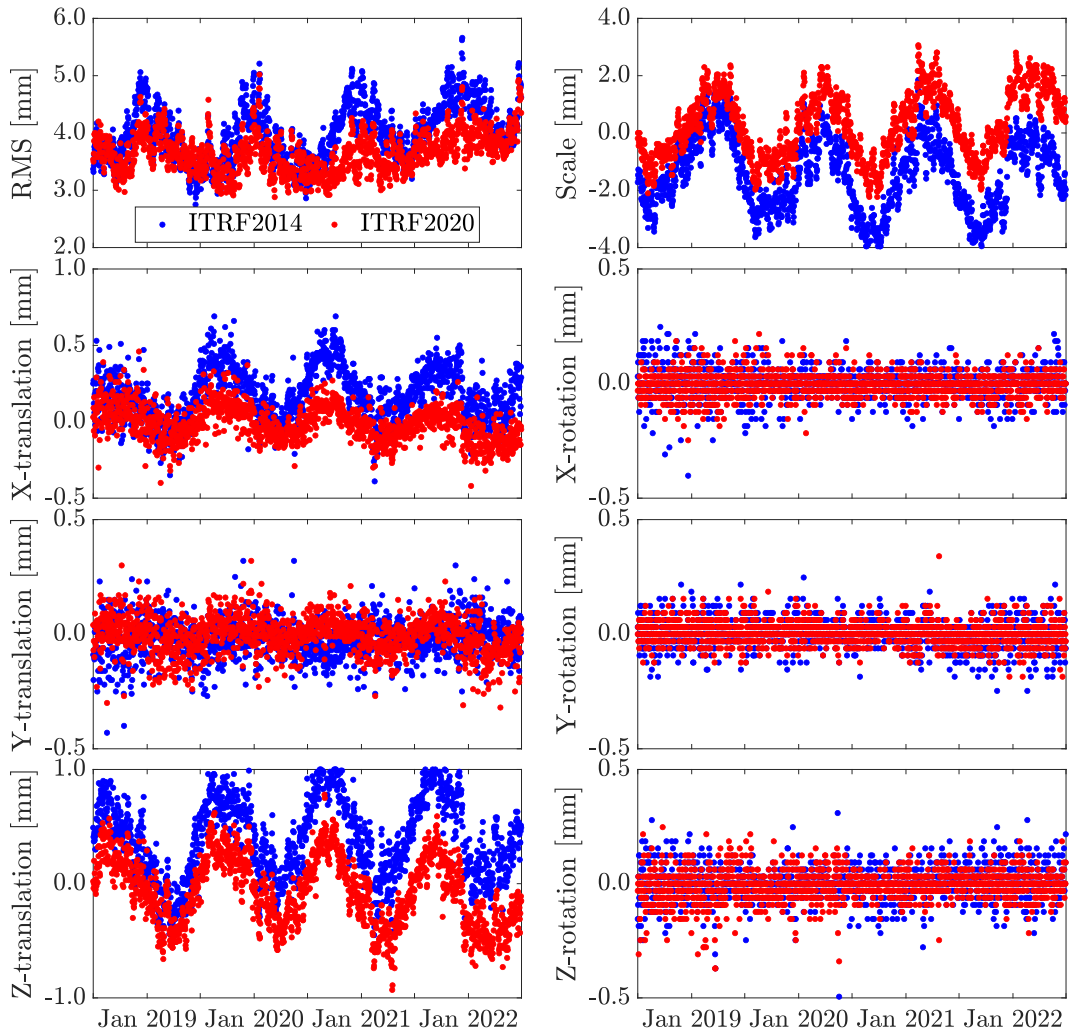 6.0
5.0
4.0
3.0
2.0
RMS [mm]
ITRF2014 ITRF2020
4.0
2.0
0.0
-2.0
-4.0
Scale [mm]
1.0
0.5
0.0
-0.5
X-translation [mm]
0.5
0.0
-0.5
X-rotation [mm]
0.5
0.0
-0.5
Y-translation [mm]
0.5
0.0
-0.5
Y-rotation [mm]
1.0
0.0
-1.0
Z-translation [mm]
Jan 2019 Jan 2020 Jan 2021 Jan 2022
0.5
0.0
-0.5
Z-rotation [mm]
Jan 2019 Jan 2020 Jan 2021 Jan 2022